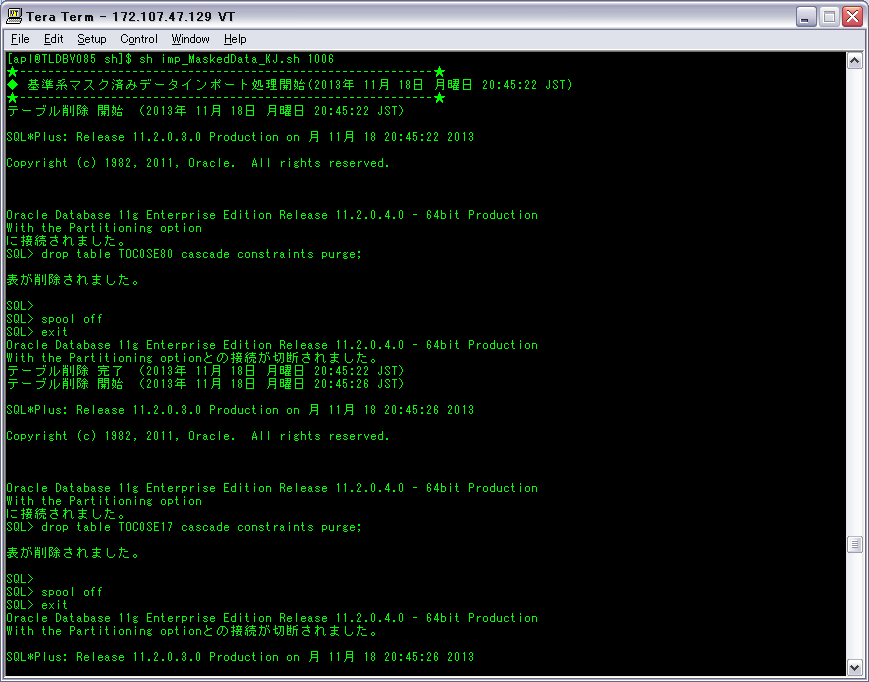 Tera Term - 172.107.47.129 VT
File Edit Setup Control Window Help
[apl@TLDBY085 sh]$ sh imp_MaskedData_KJ.sh 1006
★-----------------------------------------------★
◆ 基準系マスク済みデータインポート処理開始(2013年 11月 18日 月曜日 20:45:22 JST)
★-----------------------------------------------★
テーブル削除 開始 (2013年 11月 18日 月曜日 20:45:22 JST)
SQL*Plus: Release 11.2.0.3.0 Production on 月 11月 18 20:45:22 2013
Copyright (c) 1982, 2011, Oracle.  All rights reserved.
Oracle Database 11g Enterprise Edition Release 11.2.0.4.0 - 64bit Production
With the Partitioning option
に接続されました。
SQL> drop table TOCOSE80 cascade constraints purge;
表が削除されました。
SQL>
SQL> spool off
SQL> exit
Oracle Database 11g Enterprise Edition Release 11.2.0.4.0 - 64bit Production
With the Partitioning optionとの接続が切断されました。
テーブル削除 完了 (2013年 11月 18日 月曜日 20:45:22 JST)
テーブル削除 開始 (2013年 11月 18日 月曜日 20:45:26 JST)
SQL*Plus: Release 11.2.0.3.0 Production on 月 11月 18 20:45:26 2013
Copyright (c) 1982, 2011, Oracle.  All rights reserved.
Oracle Database 11g Enterprise Edition Release 11.2.0.4.0 - 64bit Production
With the Partitioning option
に接続されました。
SQL> drop table TOCOSE17 cascade constraints purge;
表が削除されました。
SQL>
SQL> spool off
SQL> exit
Oracle Database 11g Enterprise Edition Release 11.2.0.4.0 - 64bit Production
With the Partitioning optionとの接続が切断されました。
SQL*Plus: Release 11.2.0.3.0 Production on 月 11月 18 20:45:26 2013